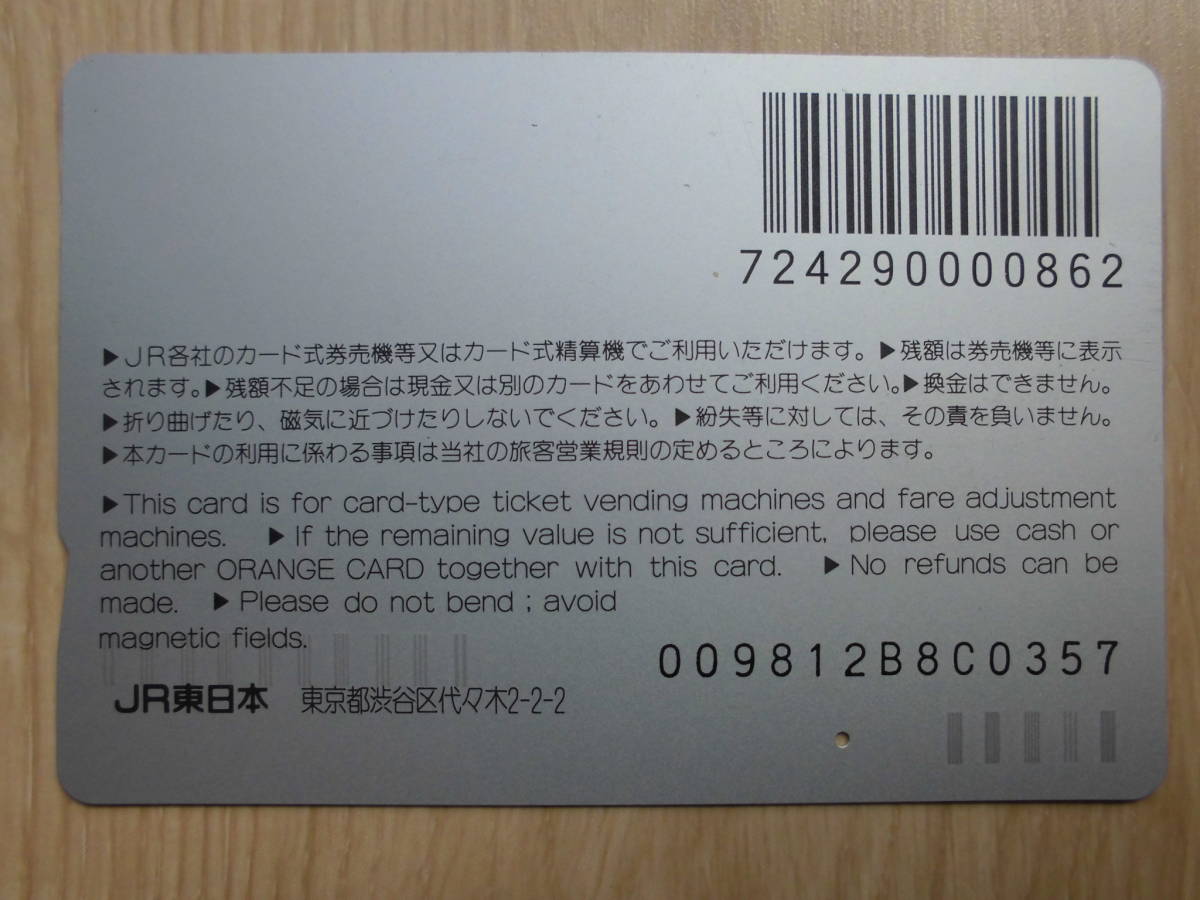 724290000862
▶JR各社のカード式券売機等又はカード式精算機でご利用いただけます。▶残額は券売機等に表示
されます。▶残額不足の場合は現金又は別のカードをあわせてご利用ください。▶換金はできません。
▶折り曲げたり、磁気に近づけたりしないでください。▶紛失等に対しては、その責を負いません。
▶本カードの利用に係わる事項は当社の旅客営業規則の定めるところによります。
▶This card is for card-type ticket vending machines and fare adjustment
machines. ▶If the remaining value is not sufficient, please use cash or
another ORANGE CARD together with this card. ▶No refunds can be
made. ▶Please do not bend ; avoid
magnetic fields.
009812B8C0357
JR東日本 東京都渋谷区代々木2-2-2